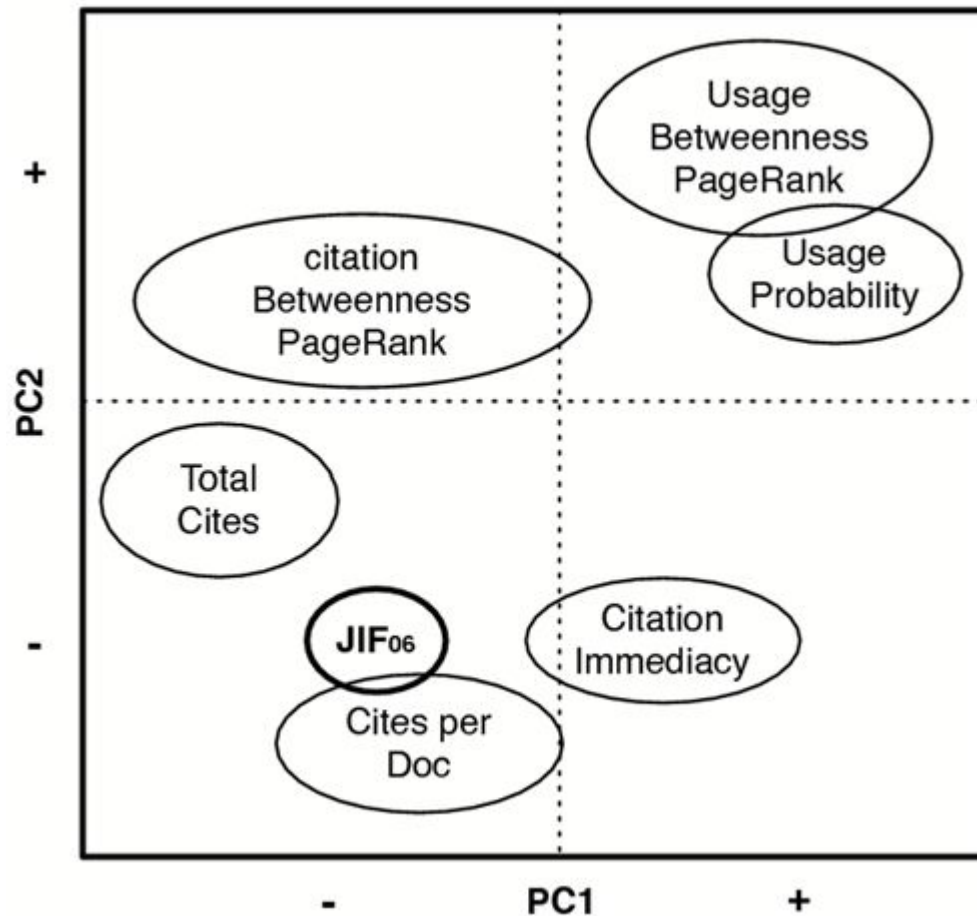 Usage
Betweenness
PageRank
Usage
Probability
citation
Betweenness
PageRank
Total
Cites
JIF06
Cites per
Doc
Citation
Immediacy
+
PC2
-
- PC1 +